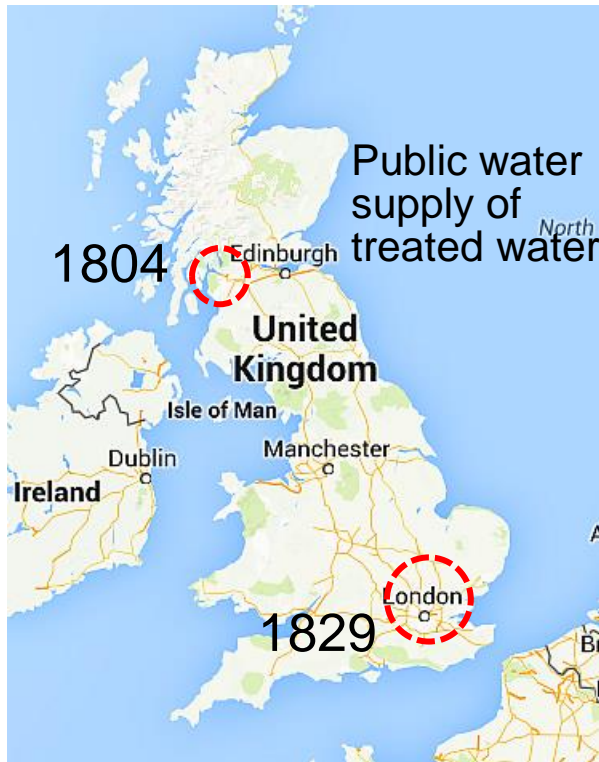 Public water
supply of
treated water
North
1804
Edinburgh
United
Kingdom
Isle of Man
Dublin
Manchester
Ireland
A
London
1829
Br